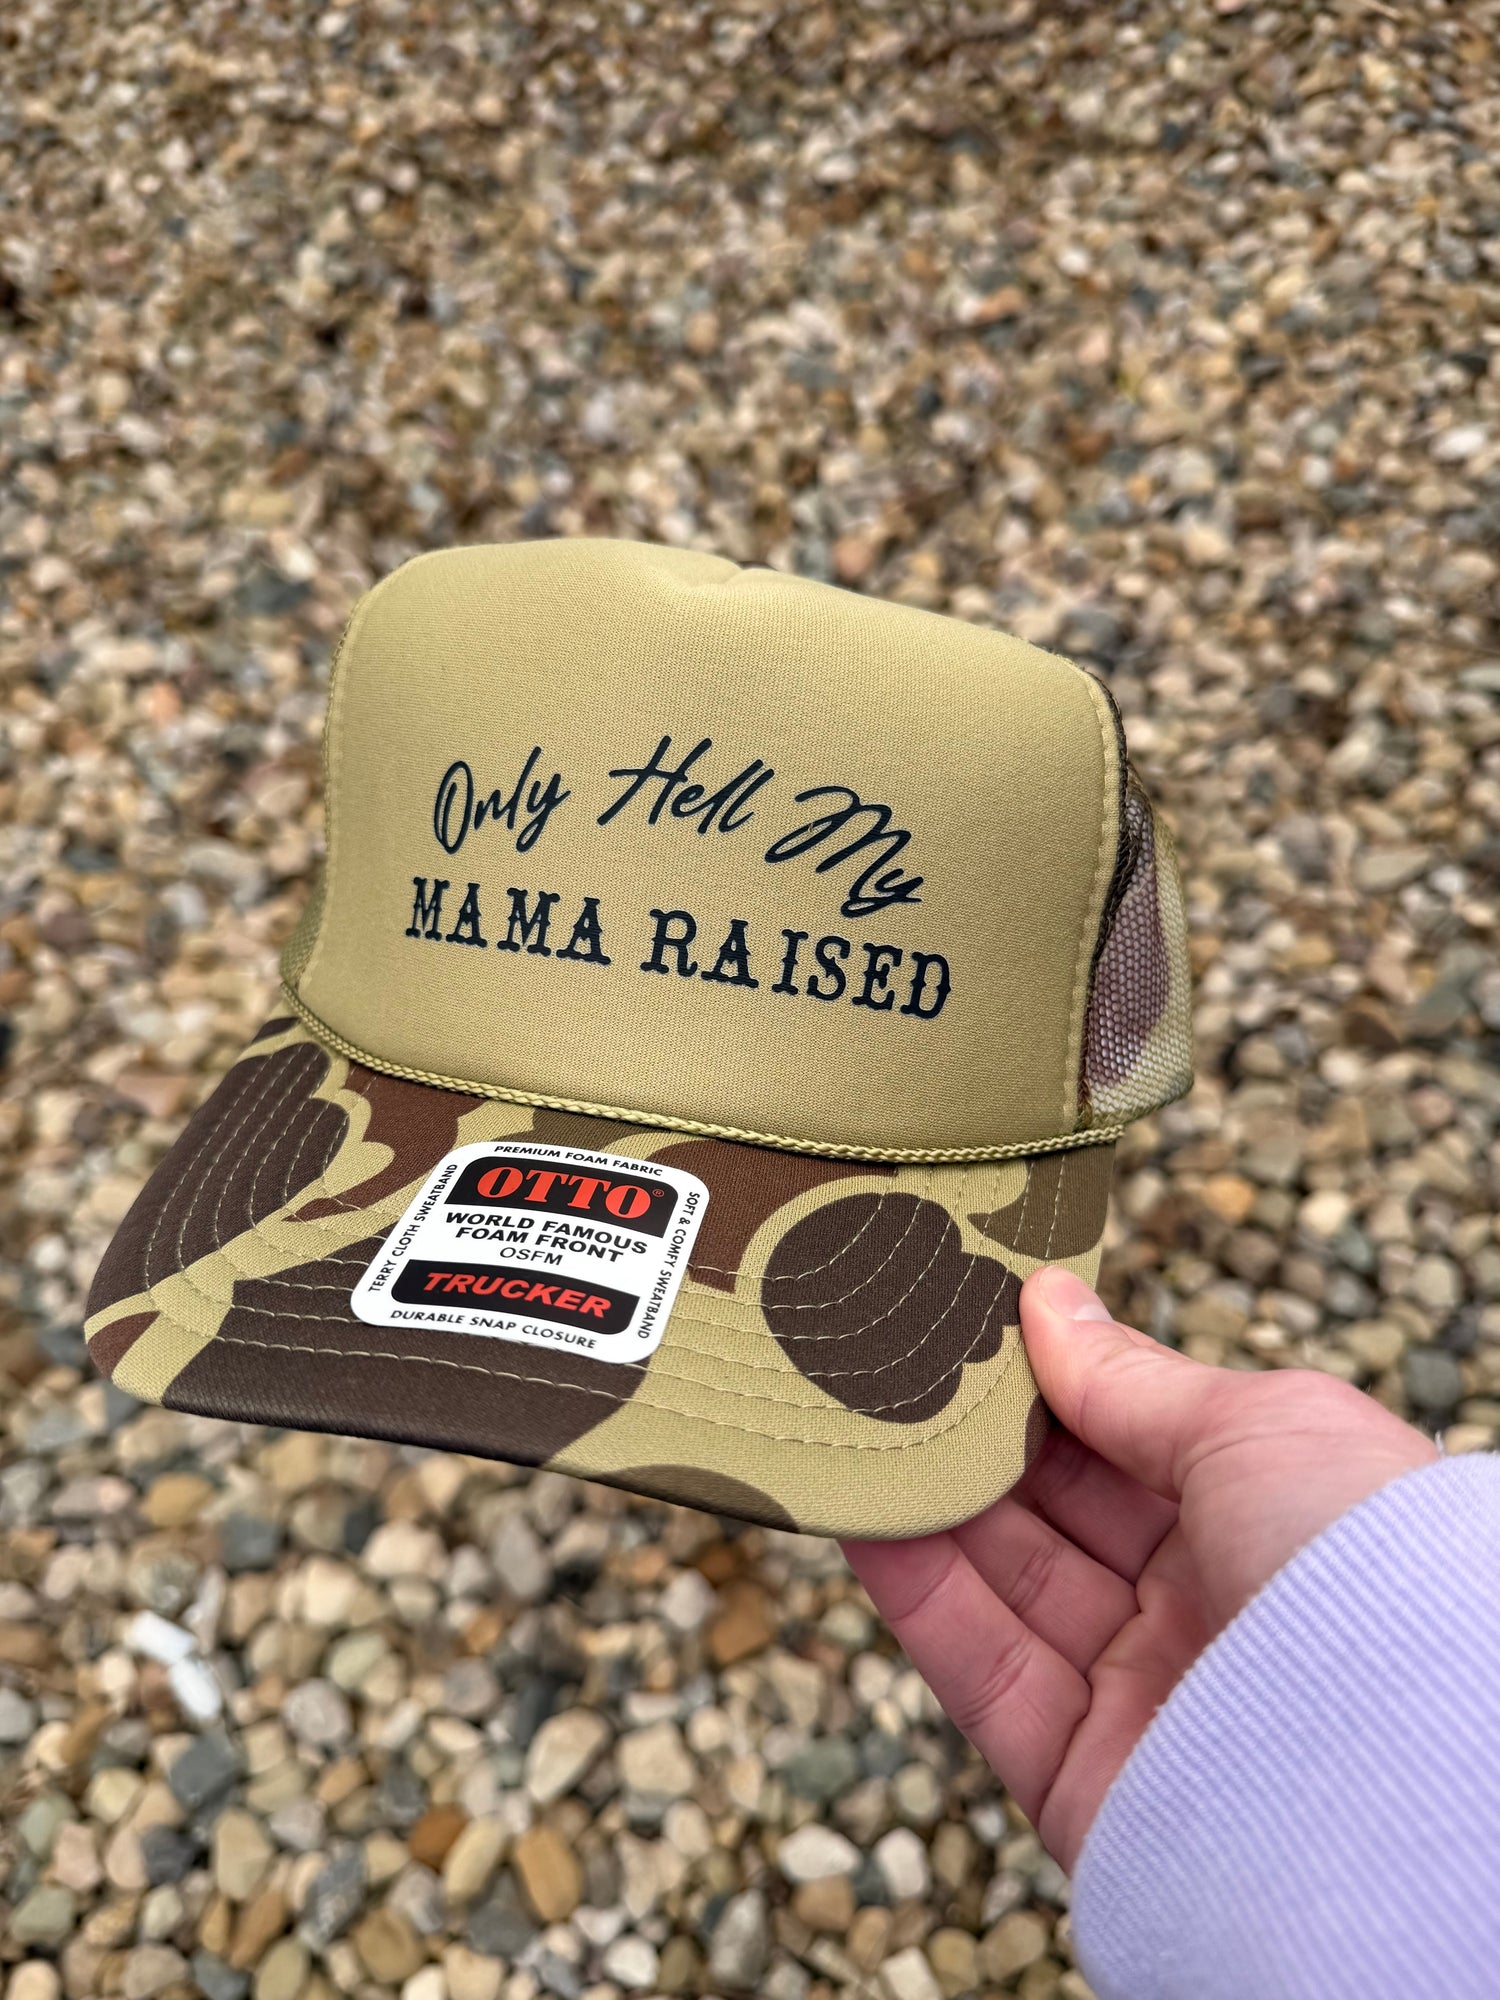 Only Hell My
MAMA RAISED
PREMIUM FOAM FABRIC
OTTO®
WORLD FAMOUS
FOAM FRONT
OSFM
TRUCKER
DURABLE SNAP CLOSURE
TERRY CLOTH SWEATBAND
SOFT & COMFY SWEATBAND